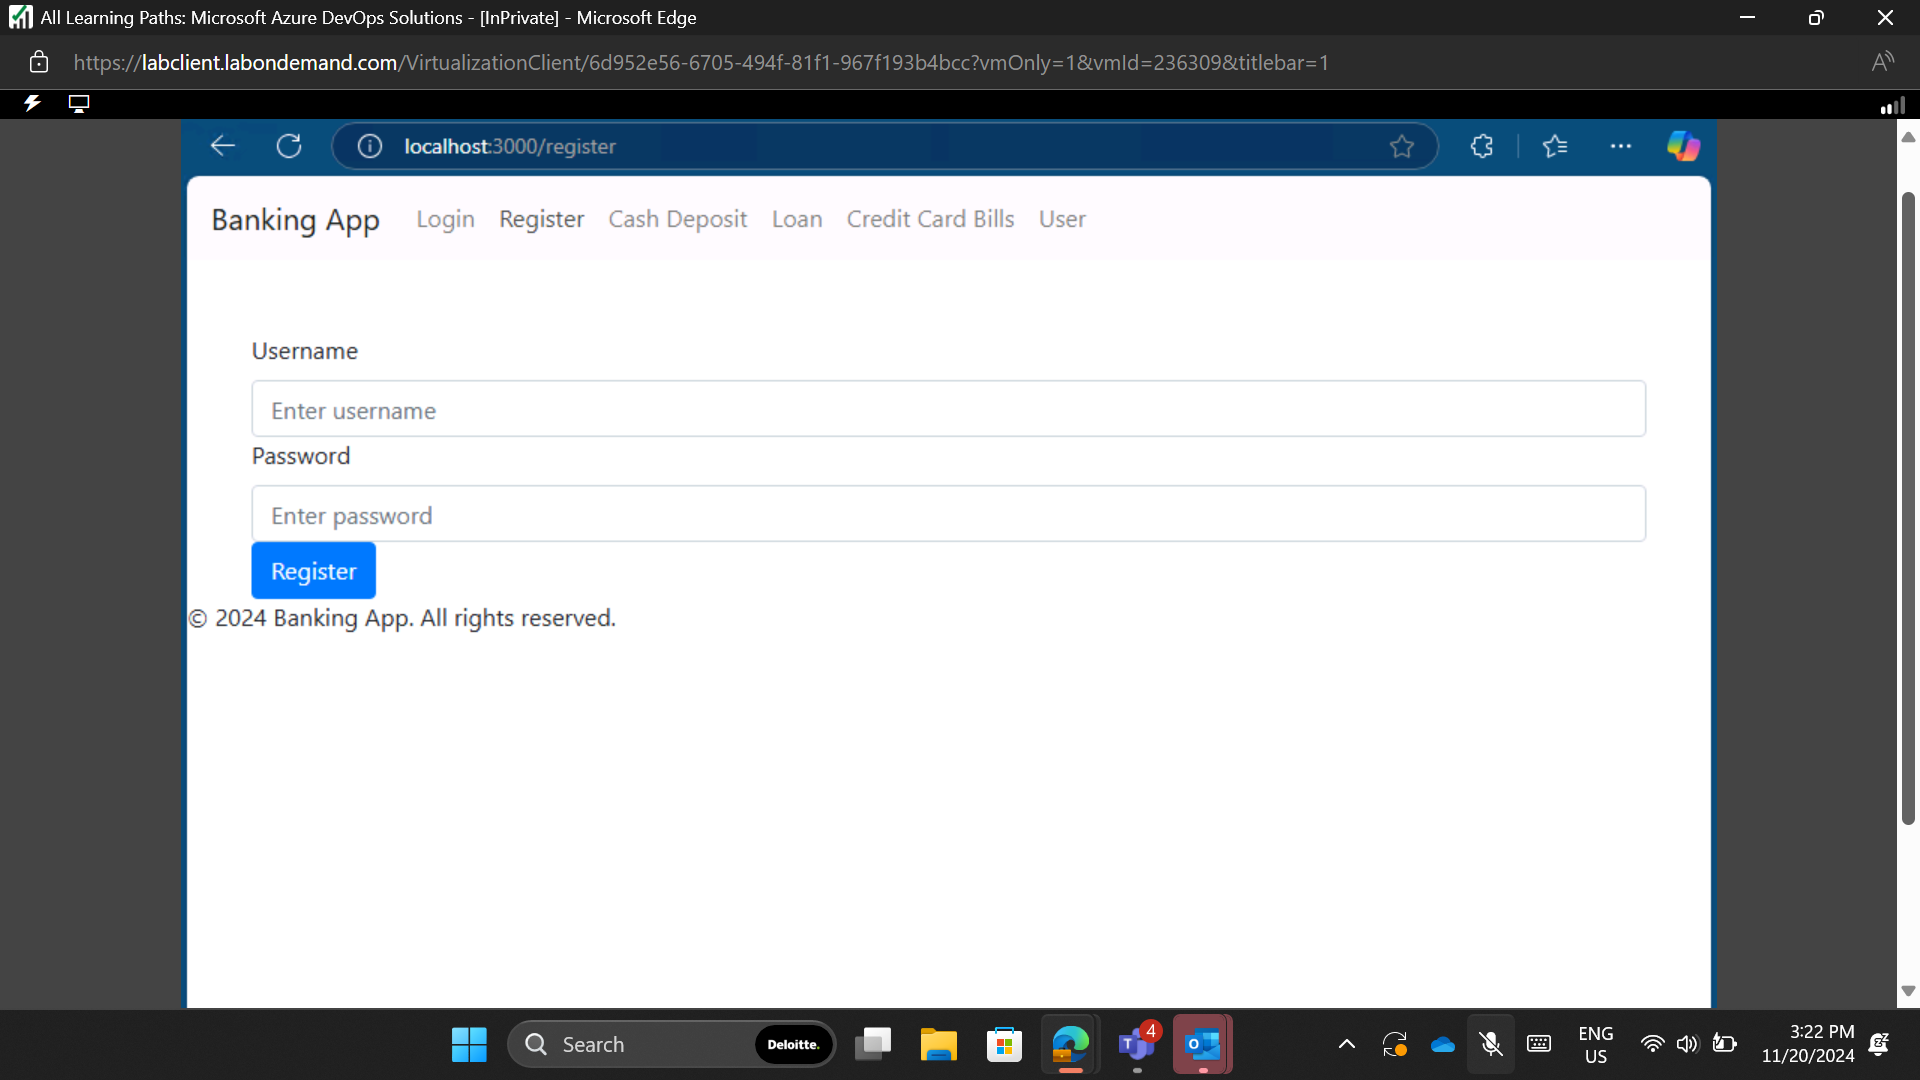 All Learning Paths: Microsoft Azure DevOps Solutions - [InPrivate] - Microsoft Edge
https://labclient.labondemand.com/VirtualizationClient/6d952e56-6705-494f-81f1-967f193b4bcc?vmOnly=1&vmId=236309&titlebar=1
localhost:3000/register
Banking App Login Register Cash Deposit Loan Credit Card Bills User
Username
Enter username
Password
Enter password
Register
© 2024 Banking App. All rights reserved.
Search Deloitte. 4 ENG US 3:22 PM
11/20/2024